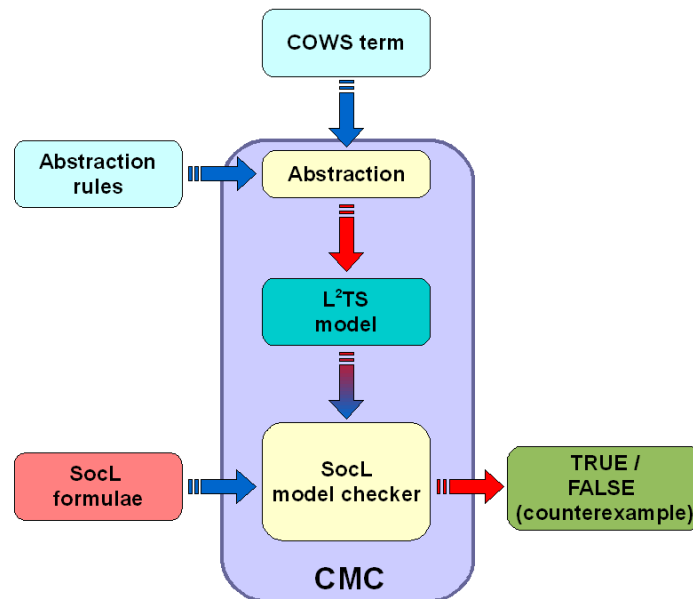 COWS term
Abstraction
rules
Abstraction
L²TS
model
SocL
formulae
SocL
model checker
TRUE /
FALSE
(counterexample)
CMC